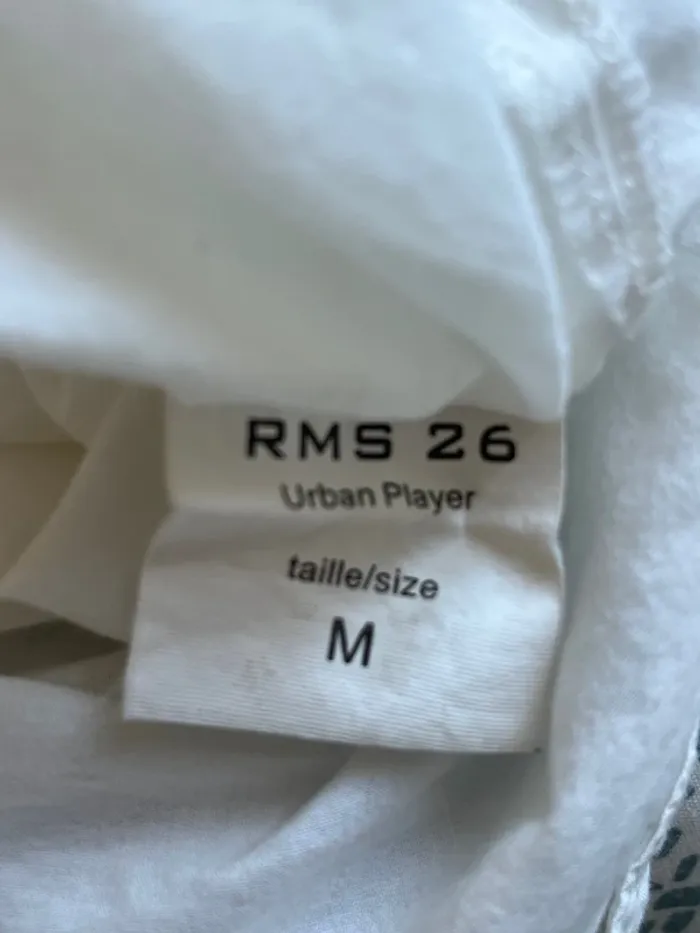 RMS 26
Urban Player
taille/size
M